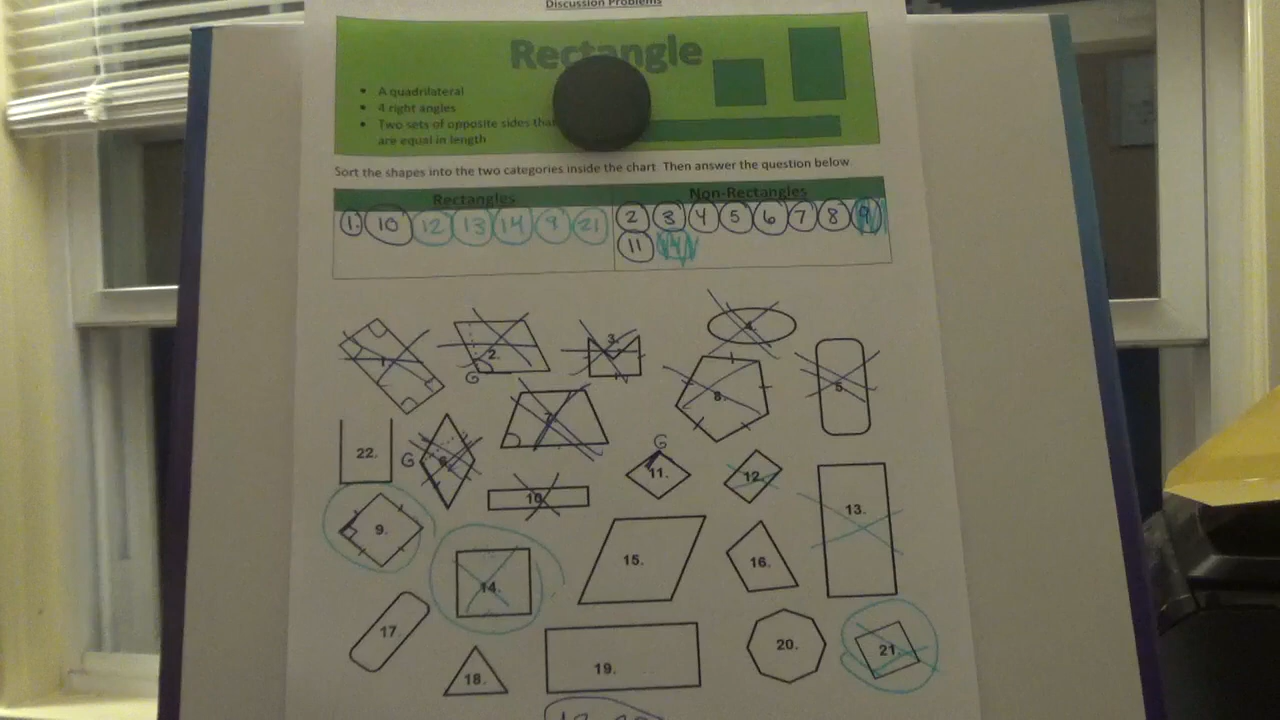 Discussion Problems
Rectangle
• A quadrilateral
• 4 right angles
• Two sets of opposite sides that
are equal in length
Sort the shapes into the two categories inside the chart. Then answer the question below.
Rectangles
Non-Rectangles
1. 10 12 13 14 9 21
2 3 4 5 6 7 8 9
11 14
1.
2.
3.
4.
5
8.
7.
22.
G
G
G
6.
10
11.
12.
13.
9.
14.
15.
16.
17
18.
19.
20.
21.